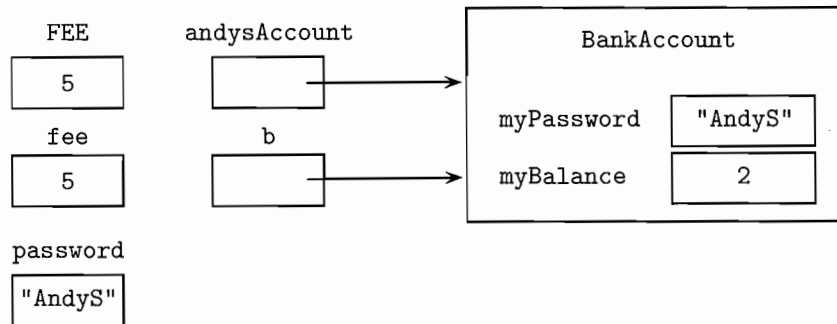 FEE andysAccount
BankAccount
5
myPassword "AndyS"
fee b
5
myBalance 2
password
"AndyS"